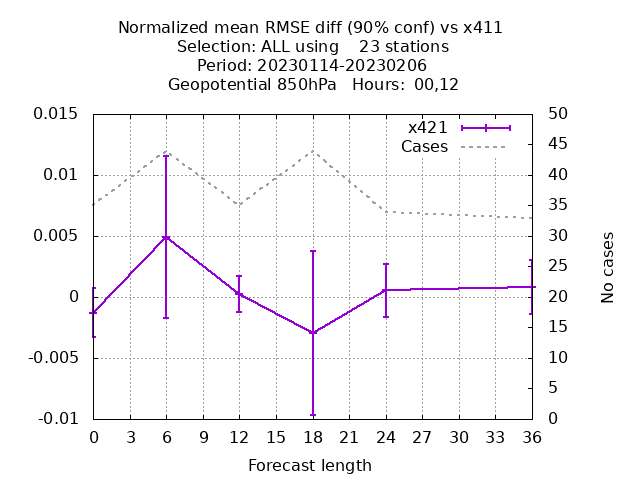 Normalized mean RMSE diff (90% conf) vs x411
Selection: ALL using    23 stations
Period: 20230114-20230206
Geopotential 850hPa   Hours:  00,12
0.015
0.01
0.005
0
-0.005
-0.01
x421
Cases
50
45
40
35
30
25
20
15
10
5
0
No cases
0 3 6 9 12 15 18 21 24 27 30 33 36
Forecast length